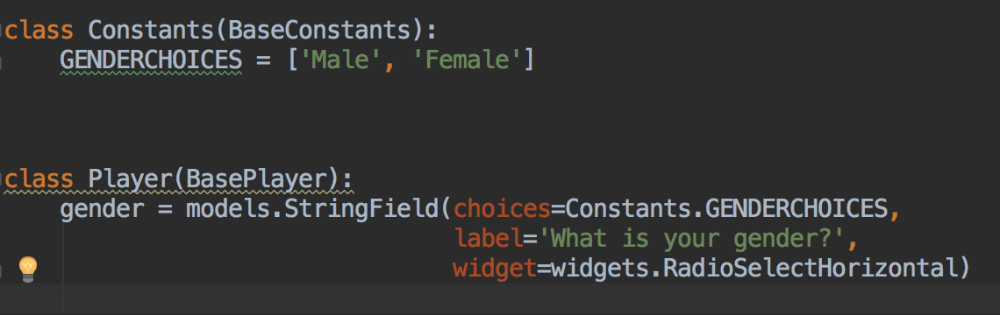 class Constants(BaseConstants):
    GENDERCHOICES = ['Male', 'Female']
class Player(BasePlayer):
    gender = models.StringField(choices=Constants.GENDERCHOICES,
                                label='What is your gender?',
                                widget=widgets.RadioSelectHorizontal)